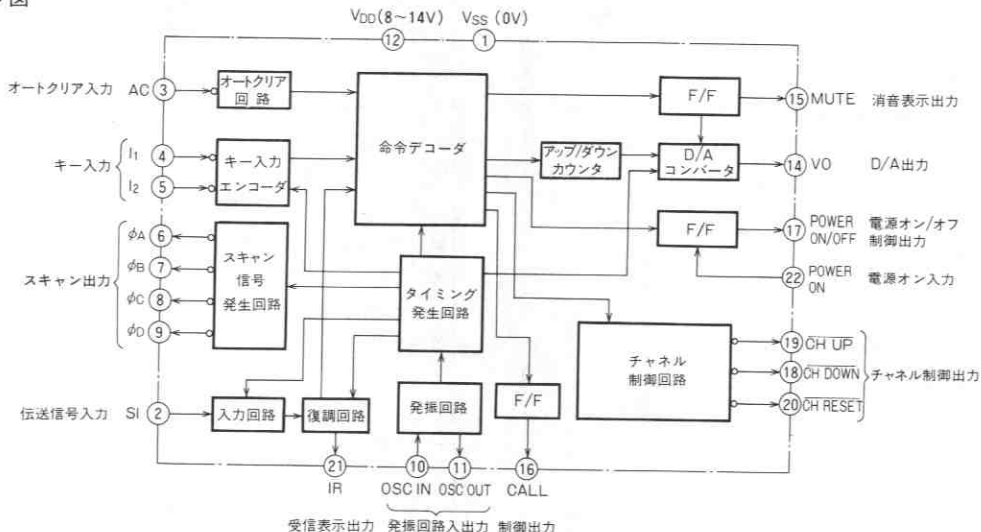 図
VDD(8～14V) VSS (0V)
12 1
オートクリア入力 AC 3
オートクリア
回路
命令デコーダ
F/F
15 MUTE 消音表示出力
キー入力
I1 4
I2 5
キー入力
エンコーダ
アップ/ダウン
カウンタ
D/A
コンバータ
14 VO D/A出力
F/F
17 POWER ON/OFF 電源オン/オフ制御出力
22 POWER ON 電源オン入力
スキャン出力
φA 6
φB 7
φC 8
φD 9
スキャン
信号
発生回路
タイミング
発生回路
チャネル
制御回路
19 CH UP
18 CH DOWN
20 CH RESET
チャネル制御出力
伝送信号入力 SI 2
入力回路
復調回路
発振回路
F/F
21 10 11 16
IR OSC IN OSC OUT CALL
受信表示出力 発振回路入出力 制御出力